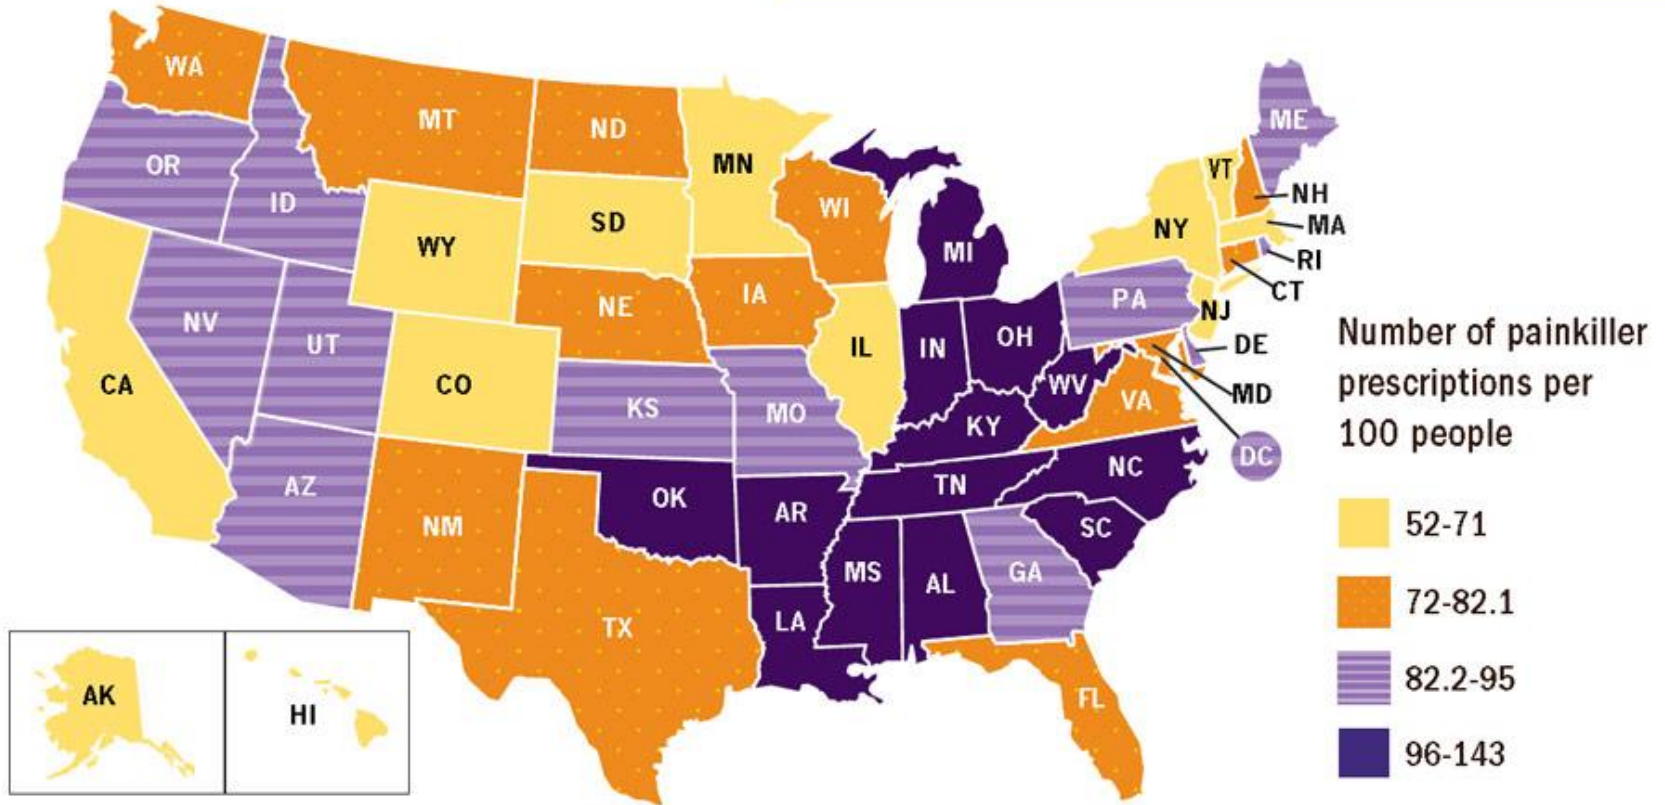 WA
MT
ND
MN
OR
ID
WY
SD
WI
MI
ME
VT
NH
NY
MA
RI
CT
NV
UT
CO
NE
IA
IL
IN
OH
PA
NJ
DE
MD
DC
CA
AZ
NM
KS
MO
KY
WV
VA
OK
AR
TN
NC
TX
LA
MS
AL
GA
SC
FL
AK
HI
Number of painkiller
prescriptions per
100 people
52-71
72-82.1
82.2-95
96-143